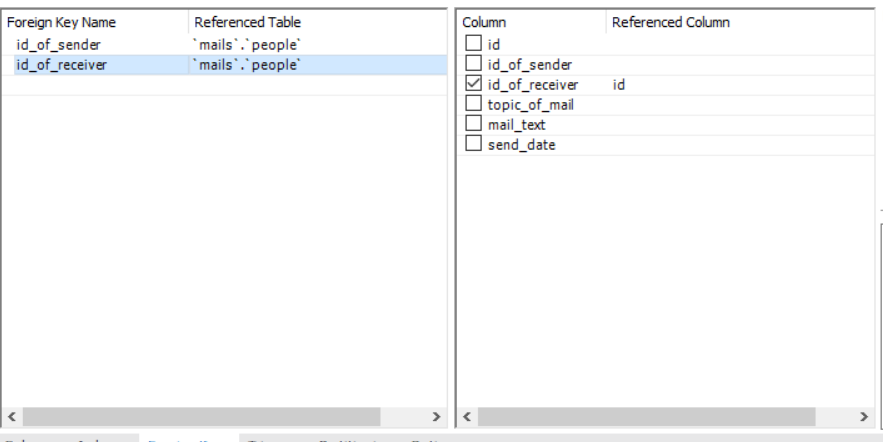 Foreign Key Name Referenced Table
id_of_sender `mails`.`people`
id_of_receiver `mails`.`people`
Column Referenced Column
id
id_of_sender
id_of_receiver id
topic_of_mail
mail_text
send_date